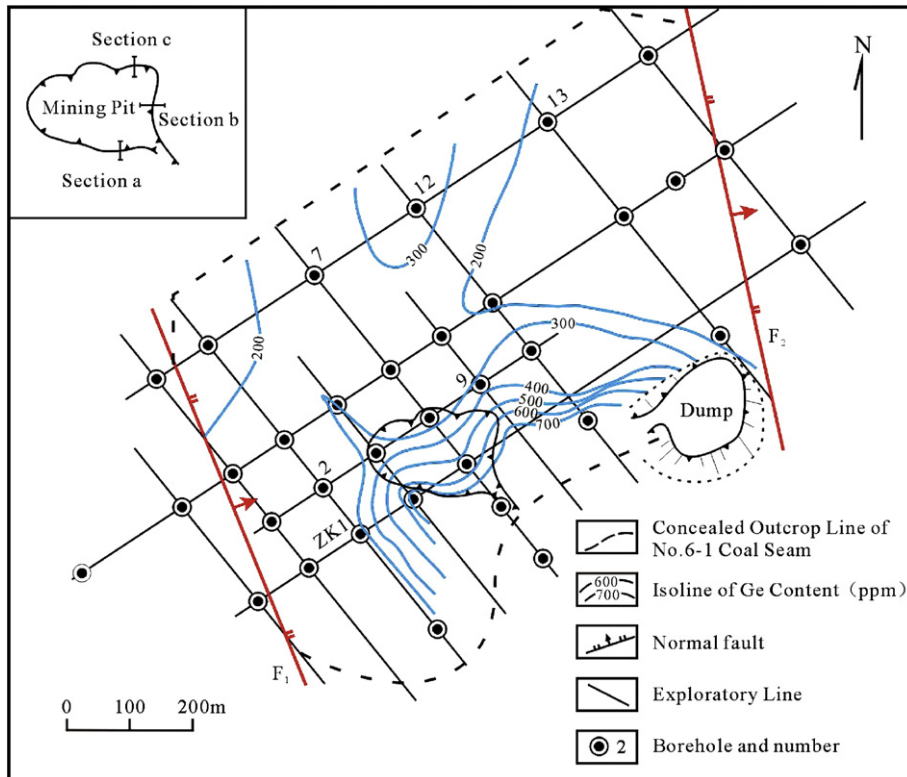 Section c
Mining Pit
Section b
Section a
N
13
12
7
300
200
200
300
F₂
9
400
500
600
700
Dump
2
ZK1
F₁
0 100 200m
Concealed Outcrop Line of
No.6-1 Coal Seam
600
700
Isoline of Ge Content (ppm)
Normal fault
Exploratory Line
2 Borehole and number